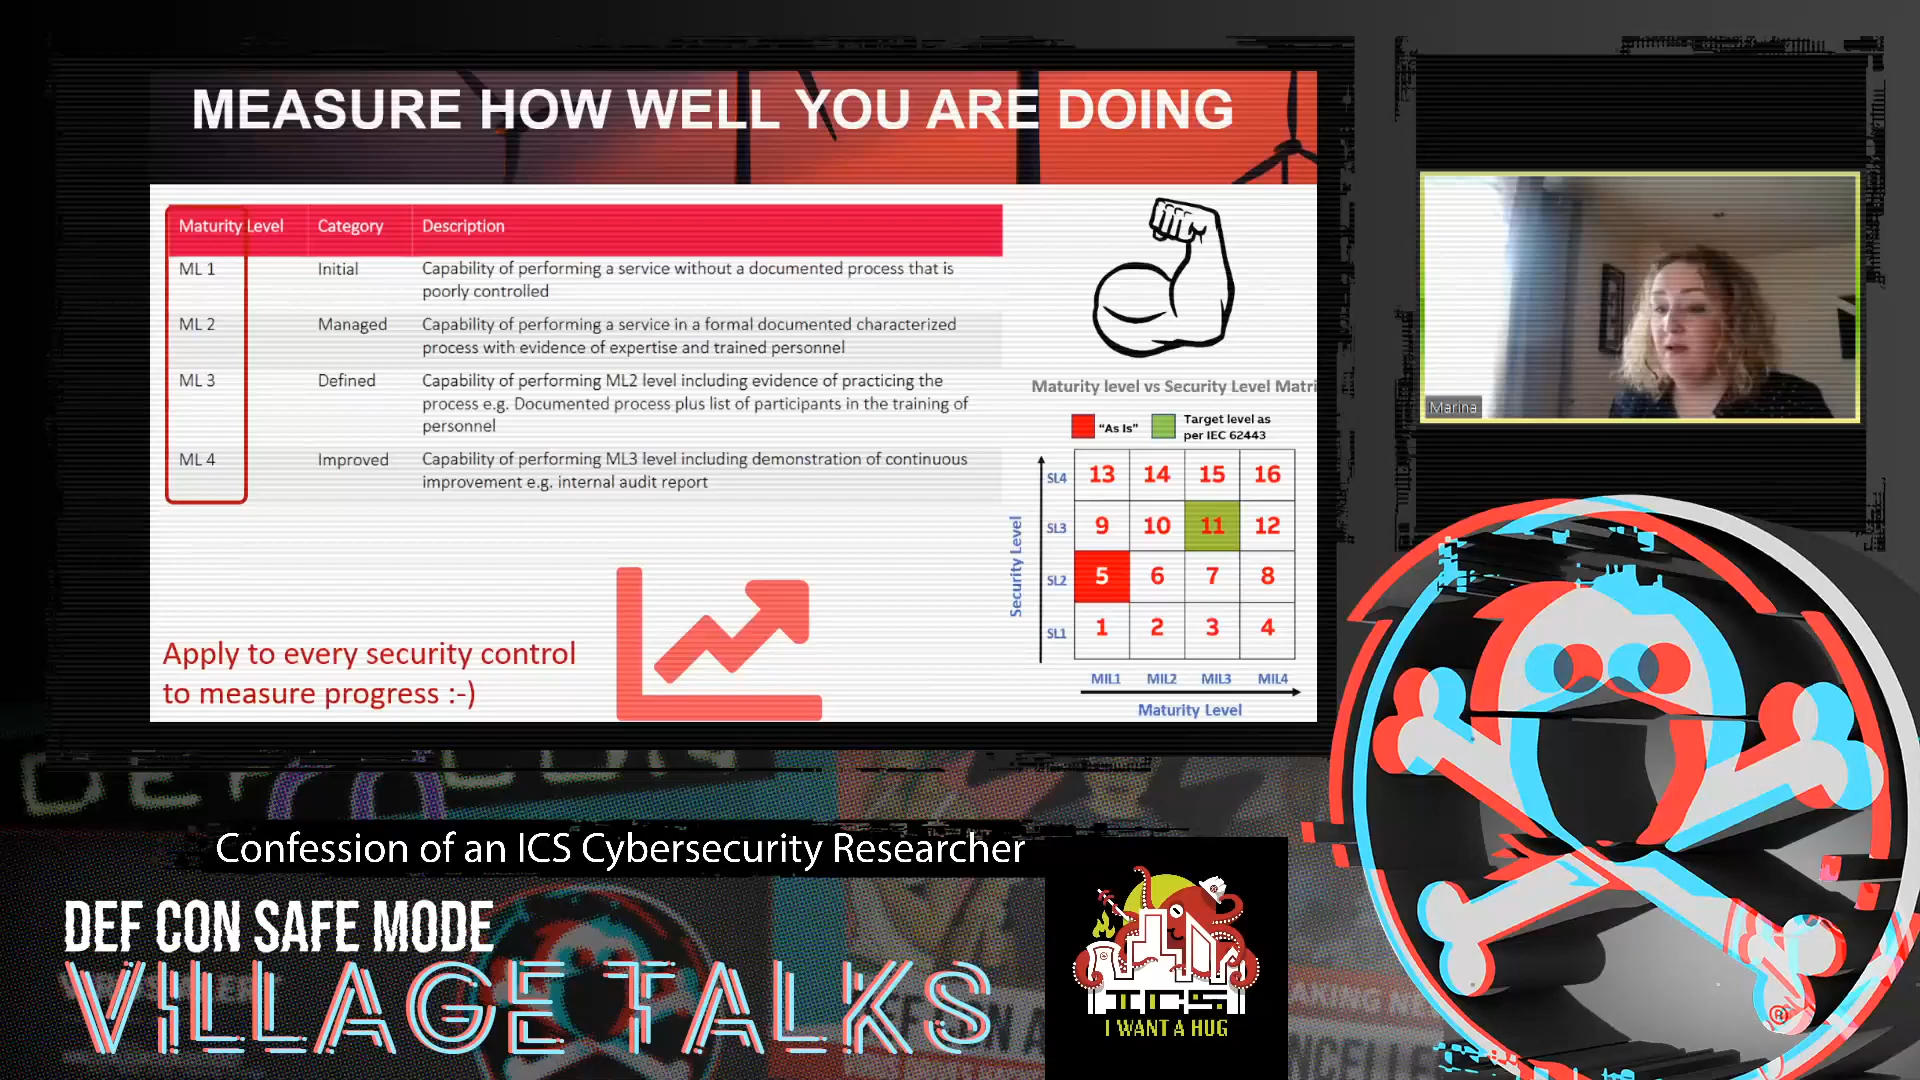 MEASURE HOW WELL YOU ARE DOING
Maturity Level Category Description
ML 1 Initial Capability of performing a service without a documented process that is
poorly controlled
ML 2 Managed Capability of performing a service in a formal documented characterized
process with evidence of expertise and trained personnel
ML 3 Defined Capability of performing ML2 level including evidence of practicing the
process e.g. Documented process plus list of participants in the training of
personnel
ML 4 Improved Capability of performing ML3 level including demonstration of continuous
improvement e.g. internal audit report
Apply to every security control
to measure progress :-)
Maturity level vs Security Level Matri
"As Is" Target level as
per IEC 62443
Security Level
SL4 13 14 15 16
SL3 9 10 11 12
SL2 5 6 7 8
SL1 1 2 3 4
MIL1 MIL2 MIL3 MIL4
Maturity Level
Marina
DEF CON
Confession of an ICS Cybersecurity Researcher
DEF CON SAFE MODE
VILLAGE TALKS
ICS
I WANT A HUG
®